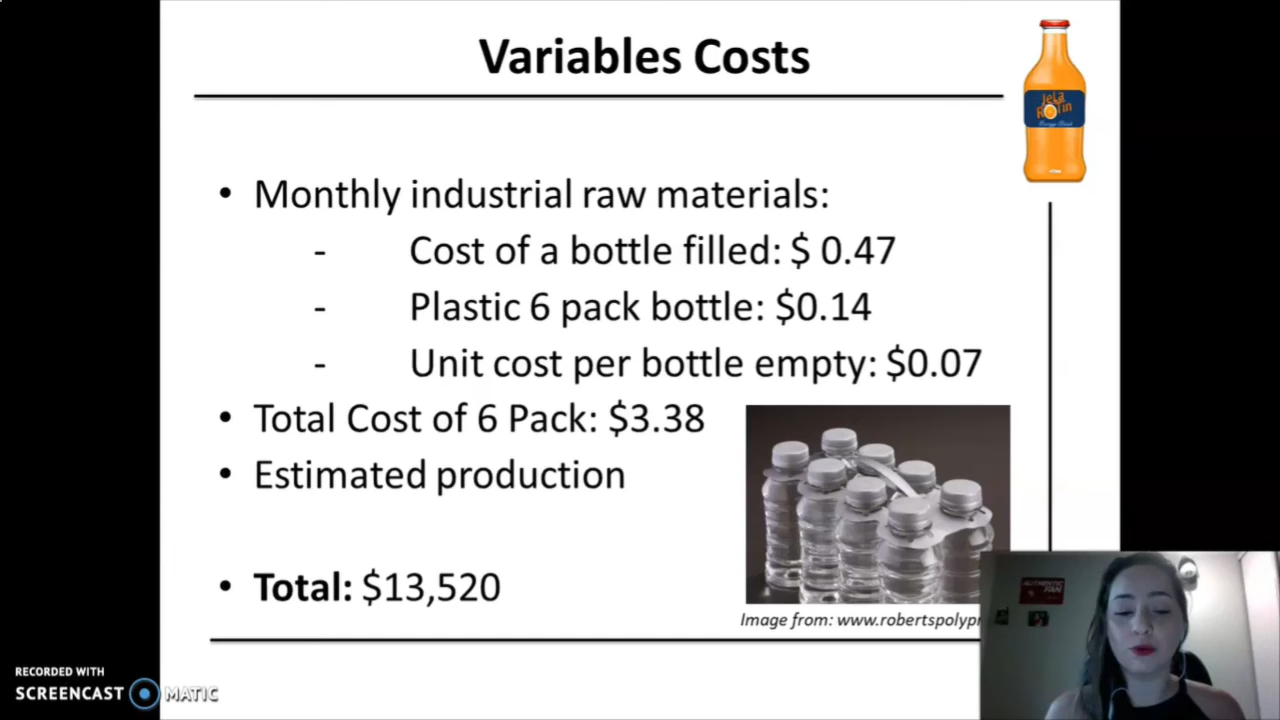 Variables Costs
• Monthly industrial raw materials:
- Cost of a bottle filled: $ 0.47
- Plastic 6 pack bottle: $0.14
- Unit cost per bottle empty: $0.07
• Total Cost of 6 Pack: $3.38
• Estimated production
• Total: $13,520
Image from: www.robertspolypr
AUTHENTIC
FAN
RECORDED WITH
SCREENCAST MATIC